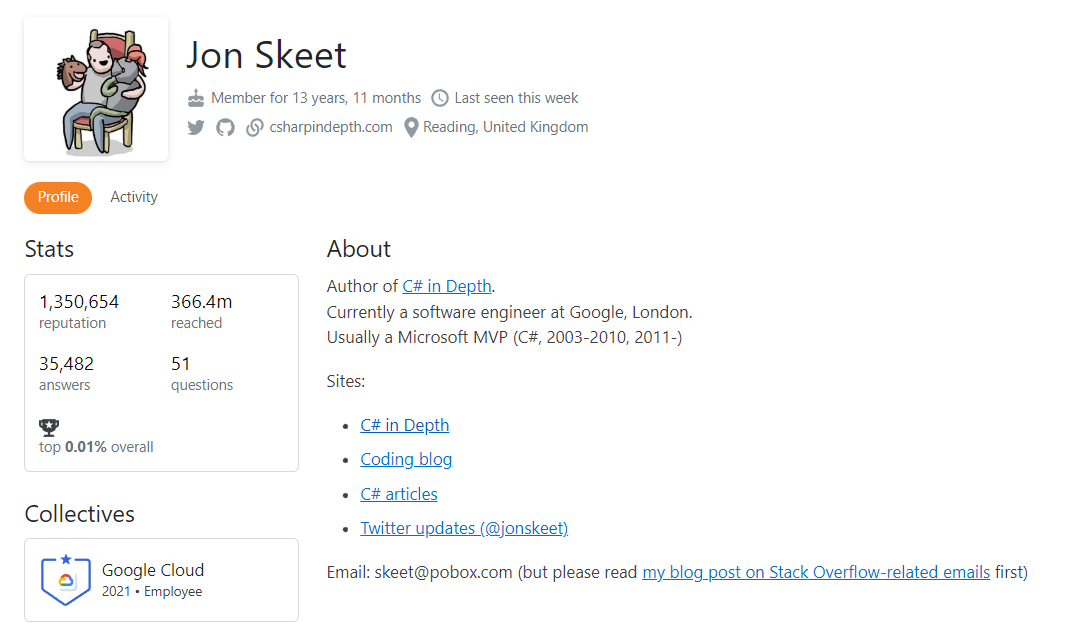 Jon Skeet
Member for 13 years, 11 months Last seen this week
csharpindepth.com Reading, United Kingdom
Profile Activity
Stats
1,350,654 366.4m
reputation reached
35,482 51
answers questions
top 0.01% overall
Collectives
Google Cloud
2021 • Employee
About
Author of C# in Depth.
Currently a software engineer at Google, London.
Usually a Microsoft MVP (C#, 2003-2010, 2011-)
Sites:
• C# in Depth
• Coding blog
• C# articles
• Twitter updates (@jonskeet)
Email: skeet@pobox.com (but please read my blog post on Stack Overflow-related emails first)